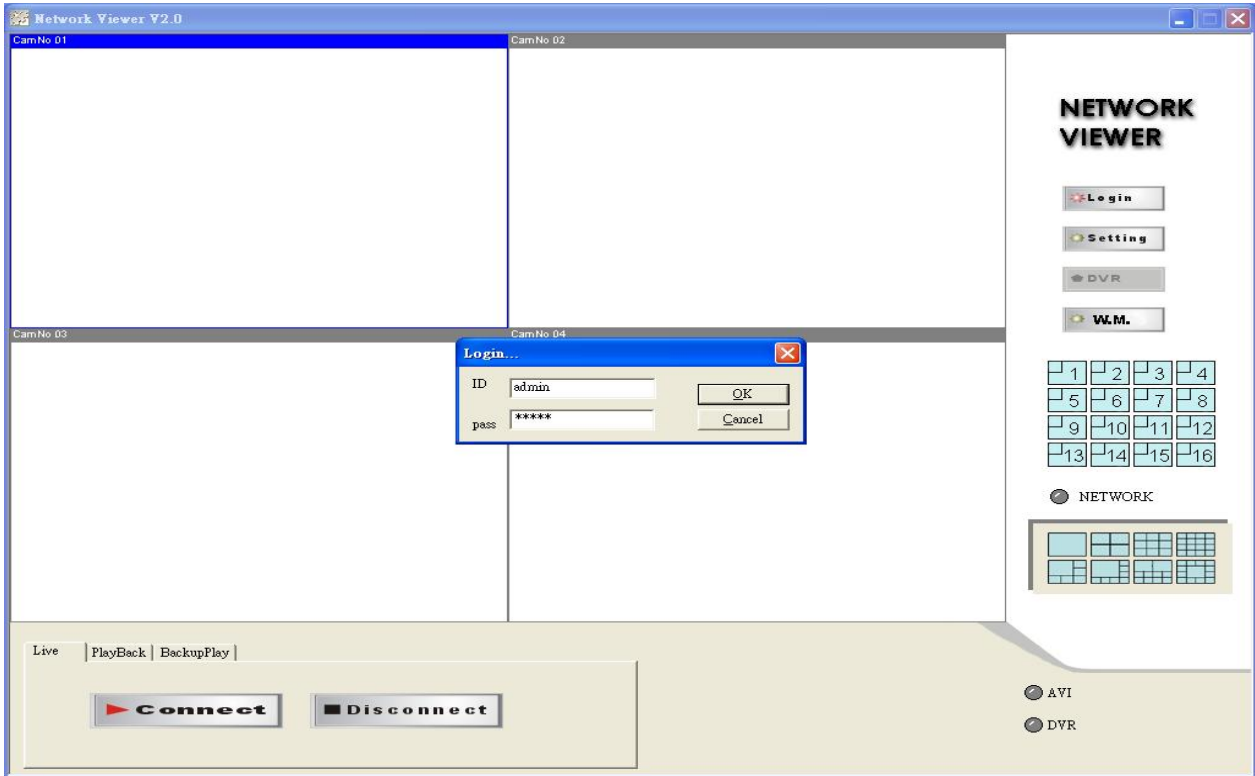 Network Viewer V2.0
CamNo 01
CamNo 02
NETWORK
VIEWER
Login
Setting
DVR
W.M.
CamNo 03
CamNo 04
Login...
ID admin OK
pass ***** Cancel
1 2 3 4
5 6 7 8
9 10 11 12
13 14 15 16
NETWORK
Live PlayBack BackupPlay
Connect Disconnect
AVI
DVR